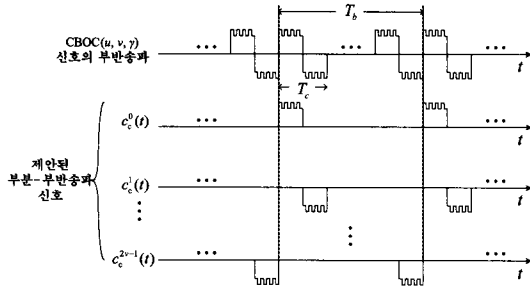 T_b
CBOC(u, v, γ)
신호의 부반송파
t
T_c
c_c^0(t)
t
제안된
부분-부반송파
신호
c_c^1(t)
t
c_c^{2v-1}(t)
t